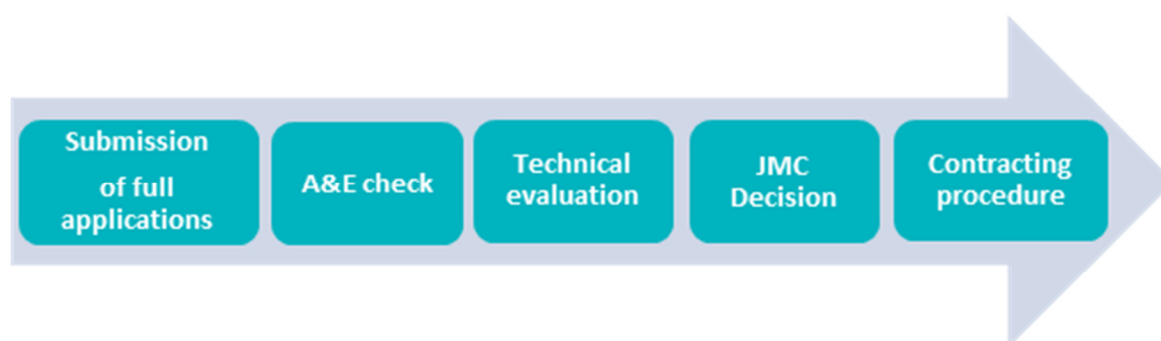 Submission
of full
applications
A&E check
Technical
evaluation
JMC
Decision
Contracting
procedure